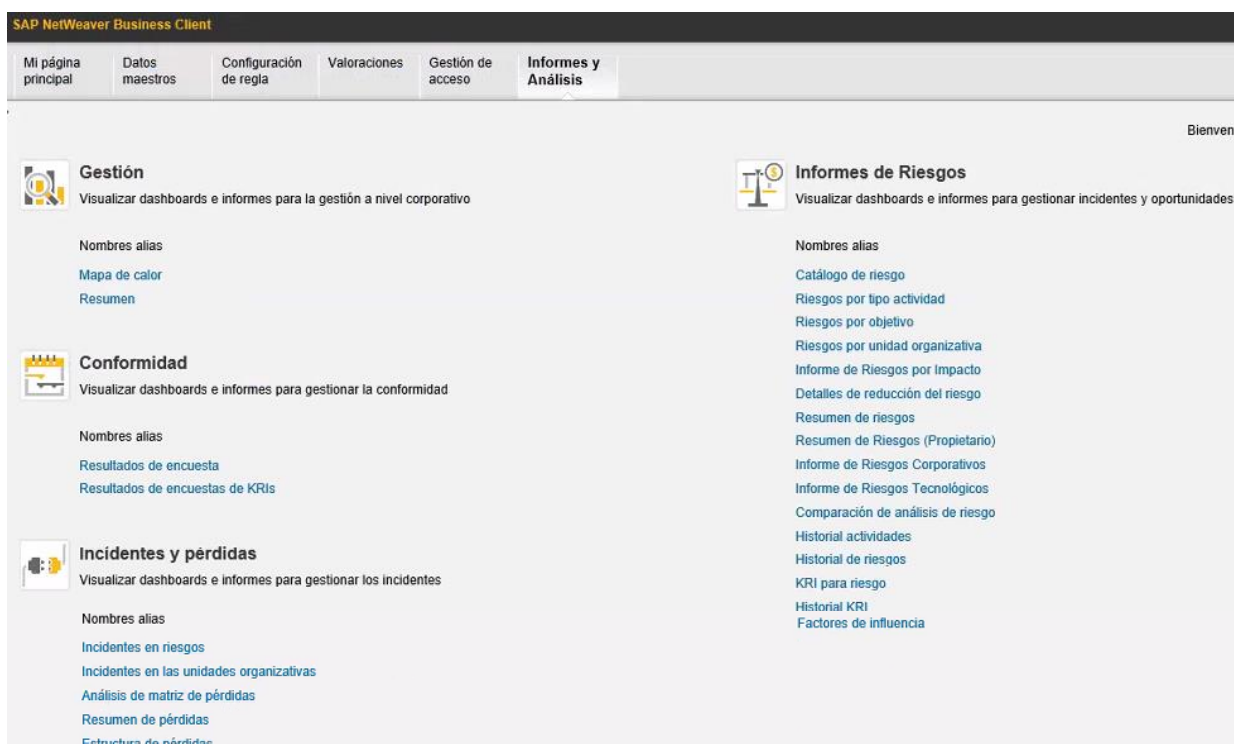 SAP NetWeaver Business Client
Mi página principal
Datos maestros
Configuración de regla
Valoraciones
Gestión de acceso
Informes y Análisis
Bienven
Gestión
Visualizar dashboards e informes para la gestión a nivel corporativo
Nombres alias
Mapa de calor
Resumen
Conformidad
Visualizar dashboards e informes para gestionar la conformidad
Nombres alias
Resultados de encuesta
Resultados de encuestas de KRIs
Incidentes y pérdidas
Visualizar dashboards e informes para gestionar los incidentes
Nombres alias
Incidentes en riesgos
Incidentes en las unidades organizativas
Análisis de matriz de pérdidas
Resumen de pérdidas
Estructura de pérdidas
Informes de Riesgos
Visualizar dashboards e informes para gestionar incidentes y oportunidades
Nombres alias
Catálogo de riesgo
Riesgos por tipo actividad
Riesgos por objetivo
Riesgos por unidad organizativa
Informe de Riesgos por Impacto
Detalles de reducción del riesgo
Resumen de riesgos
Resumen de Riesgos (Propietario)
Informe de Riesgos Corporativos
Informe de Riesgos Tecnológicos
Comparación de análisis de riesgo
Historial actividades
Historial de riesgos
KRI para riesgo
Historial KRI
Factores de influencia